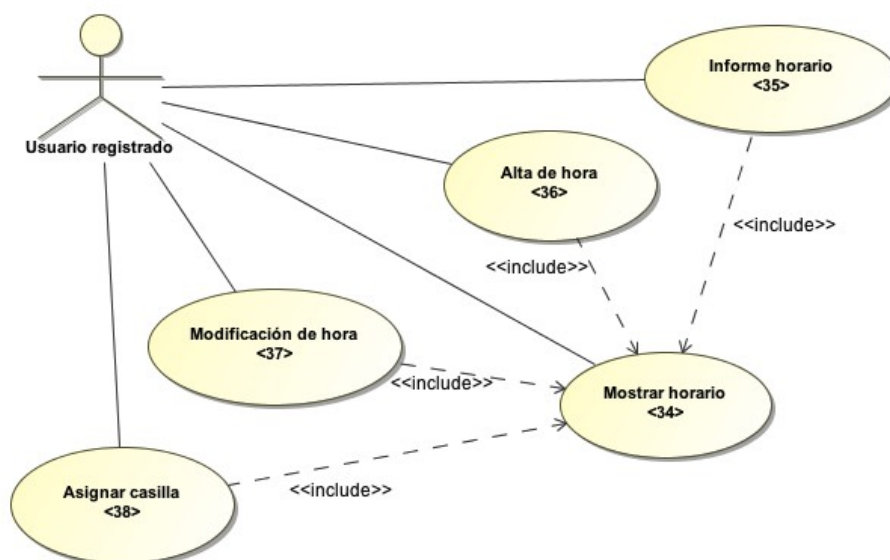 Informe horario
<35>
Usuario registrado
Alta de hora
<36>
<<include>>
<<include>>
Modificación de hora
<37>
<<include>>
Mostrar horario
<34>
Asignar casilla
<38>
<<include>>